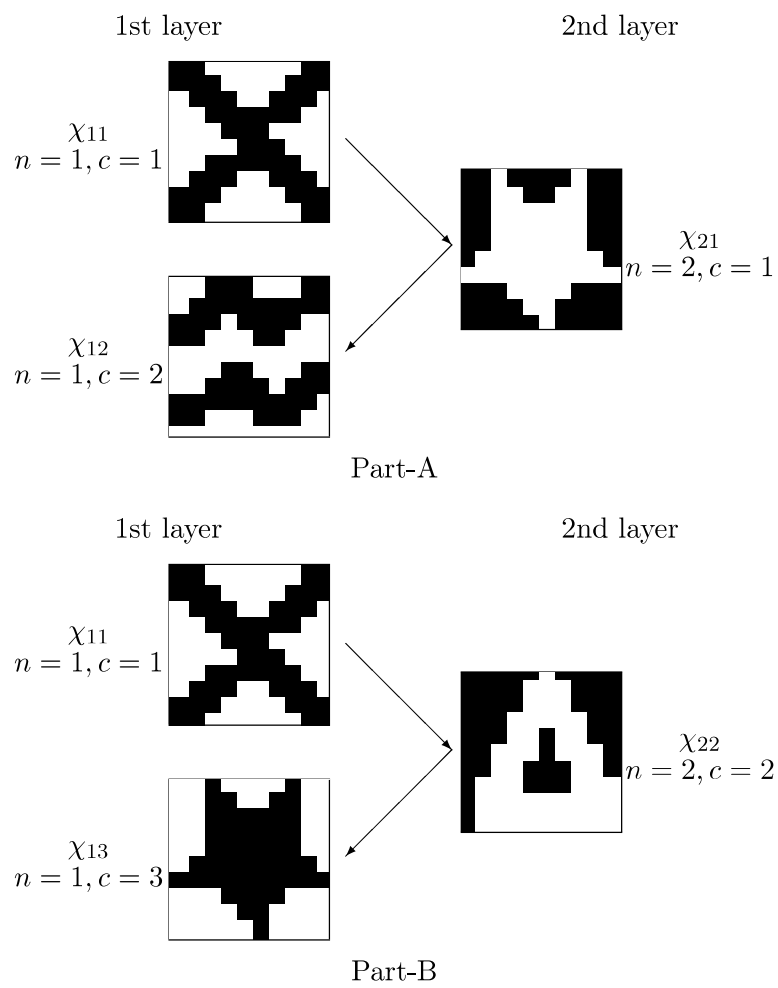 1st layer 2nd layer
χ₁₁
n = 1, c = 1
χ₂₁
n = 2, c = 1
χ₁₂
n = 1, c = 2
Part-A
1st layer 2nd layer
χ₁₁
n = 1, c = 1
χ₂₂
n = 2, c = 2
χ₁₃
n = 1, c = 3
Part-B